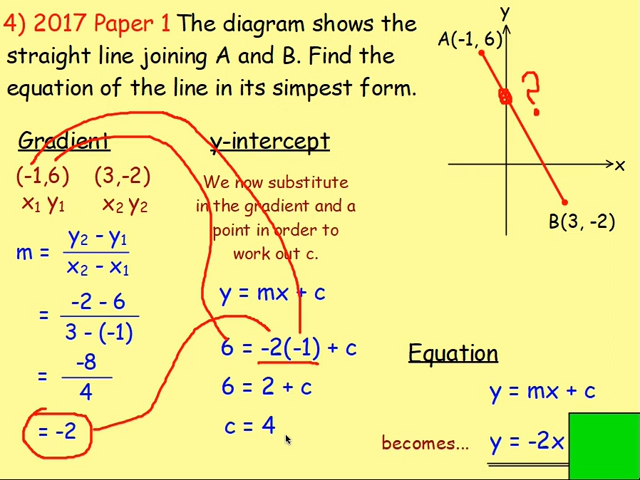 4) 2017 Paper 1 The diagram shows the
straight line joining A and B. Find the
equation of the line in its simpest form.
y
A(-1, 6)
?
x
B(3, -2)
Gradient
(-1,6) (3,-2)
x₁ y₁ x₂ y₂
m = y₂ - y₁
x₂ - x₁
= -2 - 6
3 - (-1)
= -8
4
= -2
y-intercept
We now substitute
in the gradient and a
point in order to
work out c.
y = mx + c
6 = -2(-1) + c
6 = 2 + c
c = 4
Equation
y = mx + c
becomes... y = -2x